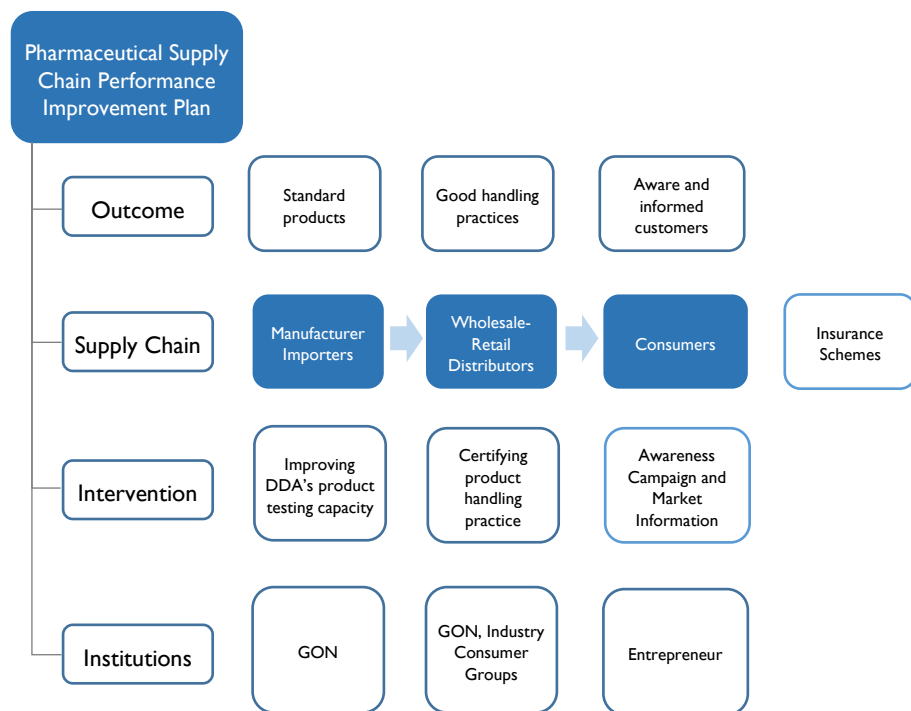 Pharmaceutical Supply
Chain Performance
Improvement Plan
Outcome
Standard
products
Good handling
practices
Aware and
informed
customers
Supply Chain
Manufacturer
Importers
Wholesale-
Retail
Distributors
Consumers
Insurance
Schemes
Intervention
Improving
DDA's product
testing capacity
Certifying
product
handling
practice
Awareness
Campaign and
Market
Information
Institutions
GON
GON, Industry
Consumer
Groups
Entrepreneur